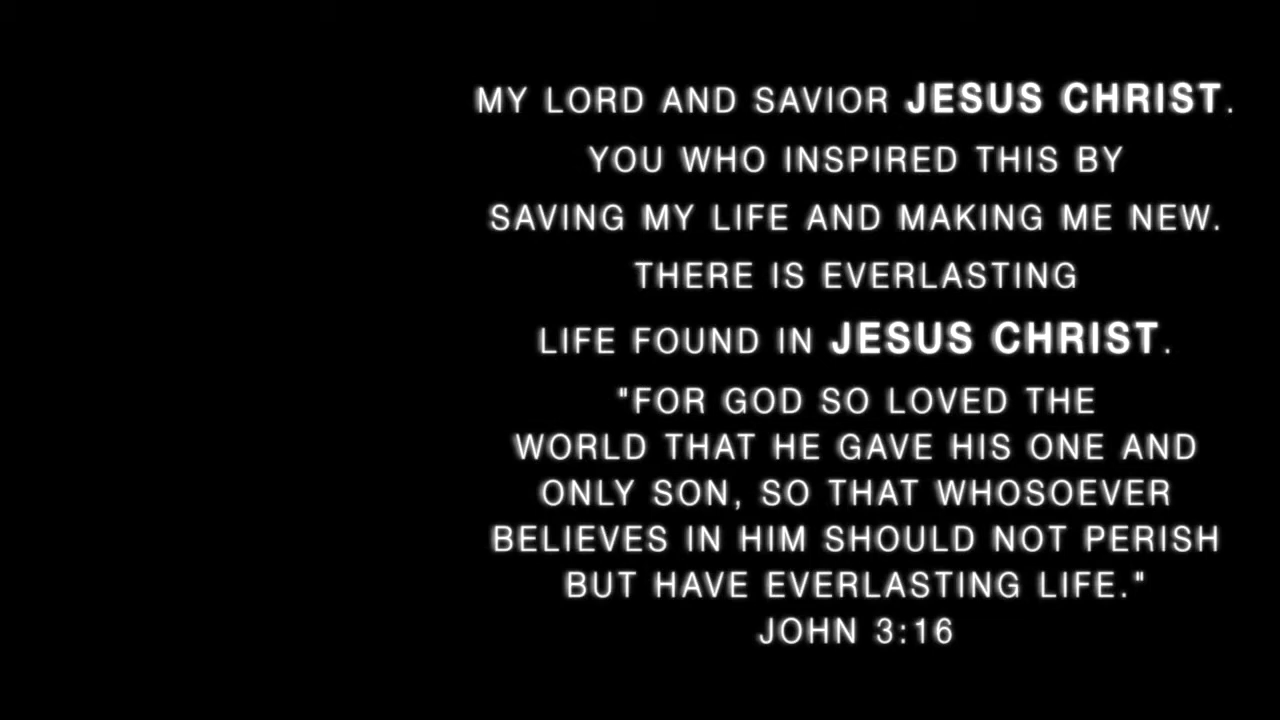 MY LORD AND SAVIOR JESUS CHRIST.
YOU WHO INSPIRED THIS BY
SAVING MY LIFE AND MAKING ME NEW.
THERE IS EVERLASTING
LIFE FOUND IN JESUS CHRIST.
"FOR GOD SO LOVED THE
WORLD THAT HE GAVE HIS ONE AND
ONLY SON, SO THAT WHOSOEVER
BELIEVES IN HIM SHOULD NOT PERISH
BUT HAVE EVERLASTING LIFE."
JOHN 3:16